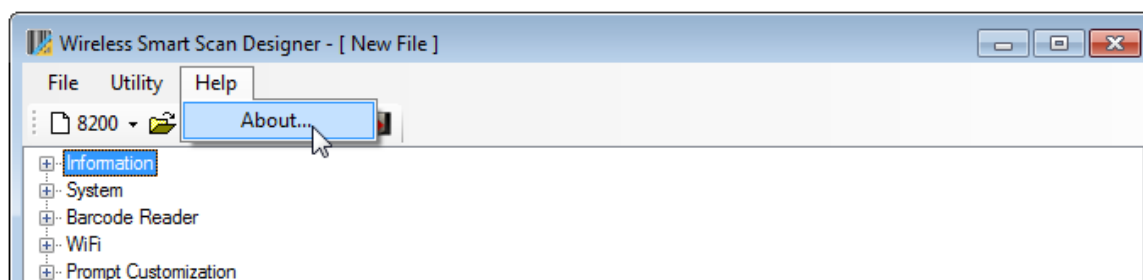 Wireless Smart Scan Designer - [ New File ]
File Utility Help
8200 About...
Information
System
Barcode Reader
WiFi
Prompt Customization